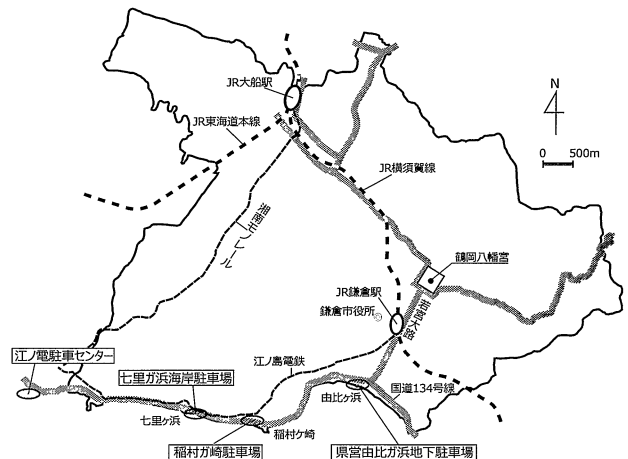 JR大船駅
JR東海道本線
N
0 500m
JR横須賀線
湘南モノレール
鶴岡八幡宮
JR鎌倉駅
鎌倉市役所
若宮大路
江ノ電駐車センター
江ノ島電鉄
七里ガ浜海岸駐車場
国道134号線
由比ヶ浜
七里ヶ浜
稲村ケ崎
稲村ガ崎駐車場
県営由比ガ浜地下駐車場